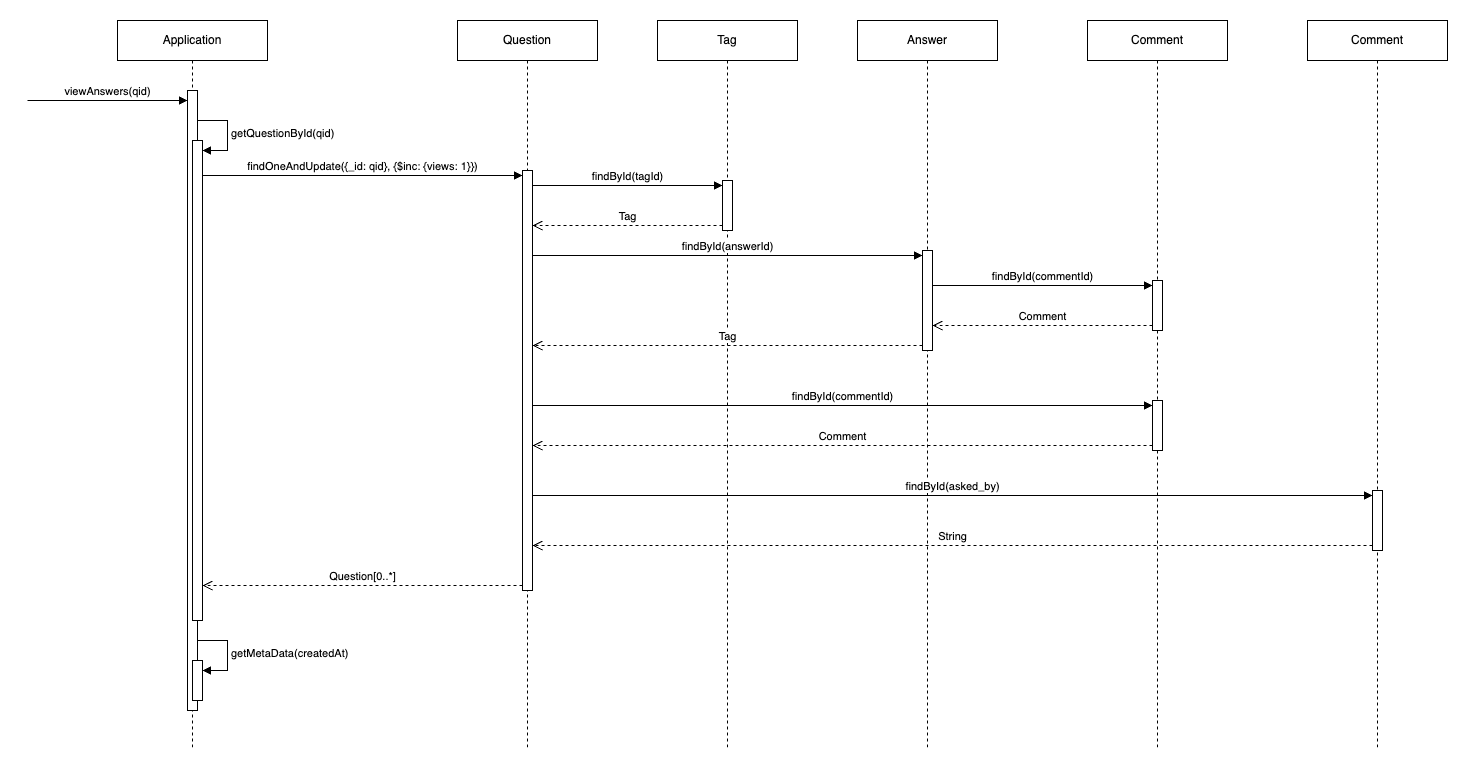 Application
Question
Tag
Answer
Comment
Comment
viewAnswers(qid)
getQuestionById(qid)
findOneAndUpdate({_id: qid}, {$inc: {views: 1}})
findById(tagId)
Tag
findById(answerId)
findById(commentId)
Comment
Tag
findById(commentId)
Comment
findById(asked_by)
String
Question[0..*]
getMetaData(createdAt)